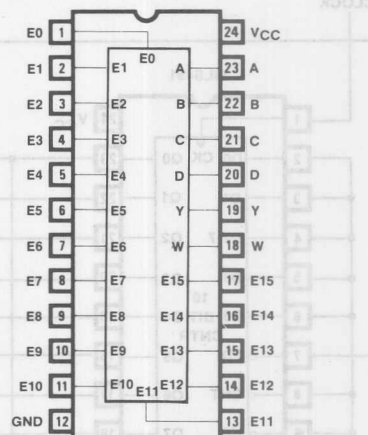 E0 1 24 VCC
E0
E1 2 E1 A 23 A
E2 3 E2 B 22 B
E3 4 E3 C 21 C
E4 5 E4 D 20 D
E5 6 E5 Y 19 Y
E6 7 E6 W 18 W
E7 8 E7 E15 17 E15
E8 9 E8 E14 16 E14
E9 10 E9 E13 15 E13
E10 11 E10 E11 E12 14 E12
GND 12 13 E11